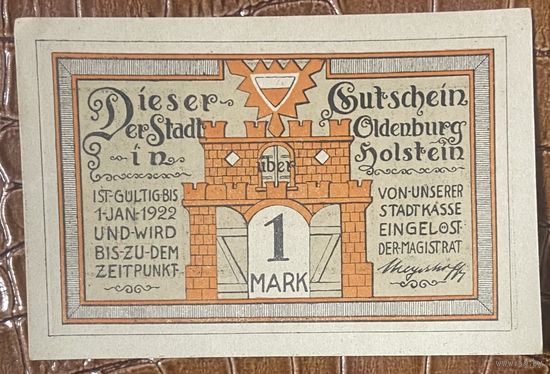 Dieser Gutschein
Der Stadt Oldenburg
in Holstein
über
1
MARK
IST·GÜLTIG·BIS
1·JAN·1922
UND·WIRD
BIS·ZU·DEM
ZEITPUNKT·
VON·UNSERER
STADTKASSE
EINGELÖST·
DER·MAGISTRAT